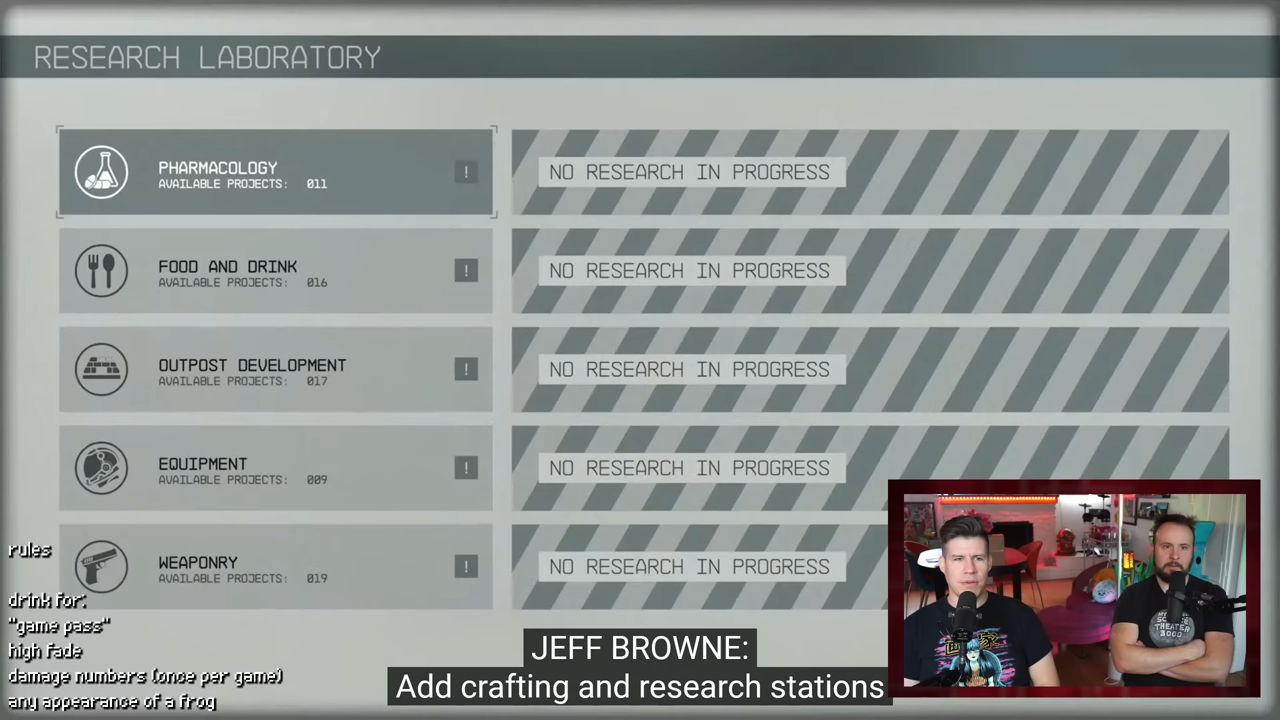 RESEARCH LABORATORY
PHARMACOLOGY
AVAILABLE PROJECTS: 011
!
NO RESEARCH IN PROGRESS
FOOD AND DRINK
AVAILABLE PROJECTS: 016
!
NO RESEARCH IN PROGRESS
OUTPOST DEVELOPMENT
AVAILABLE PROJECTS: 017
!
NO RESEARCH IN PROGRESS
EQUIPMENT
AVAILABLE PROJECTS: 009
!
NO RESEARCH IN PROGRESS
WEAPONRY
AVAILABLE PROJECTS: 019
!
NO RESEARCH IN PROGRESS
rules
drink for:
"game pass"
high fade
damage numbers (once per game)
any appearance of a frog
JEFF BROWNE:
Add crafting and research stations
THEATER
3000